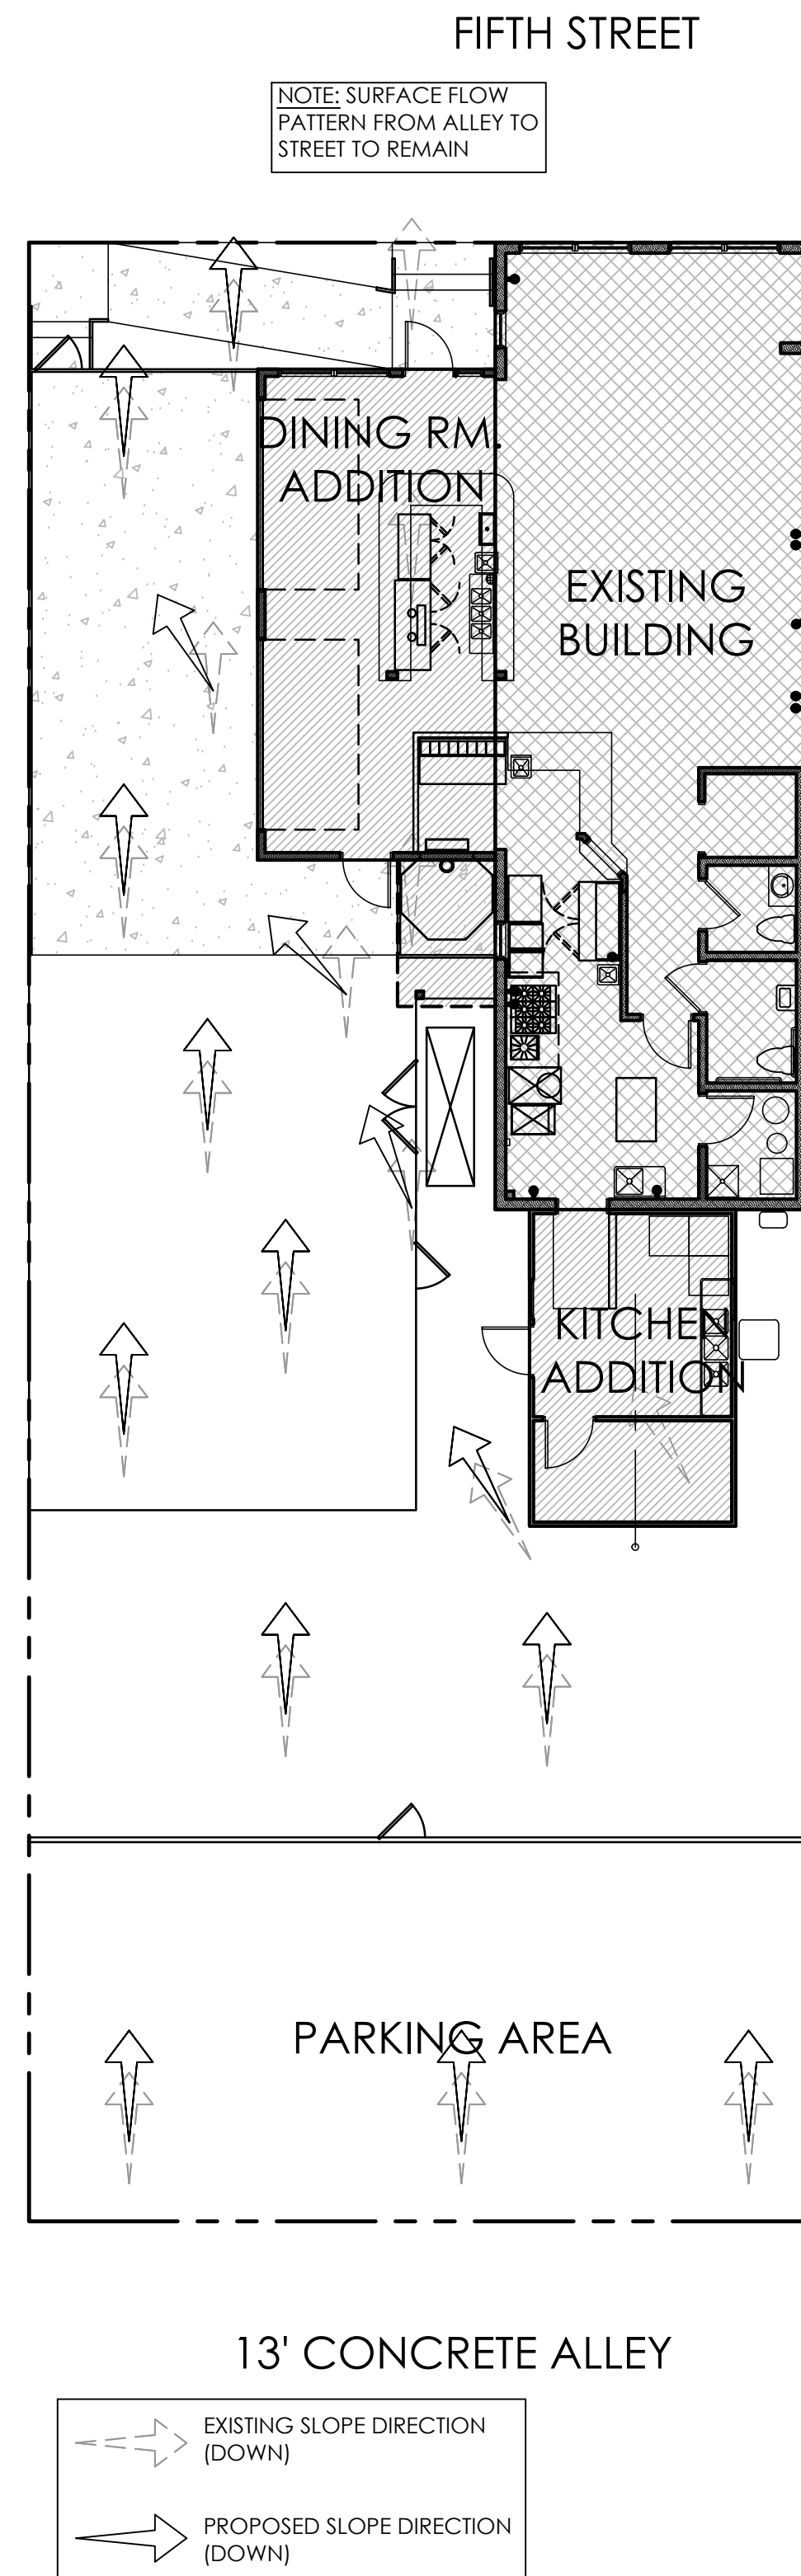 FIFTH STREET
NOTE: SURFACE FLOW
PATTERN FROM ALLEY TO
STREET TO REMAIN
DINING RM.
ADDITION
EXISTING
BUILDING
KITCHEN
ADDITION
PARKING AREA
13' CONCRETE ALLEY
EXISTING SLOPE DIRECTION
(DOWN)
PROPOSED SLOPE DIRECTION
(DOWN)